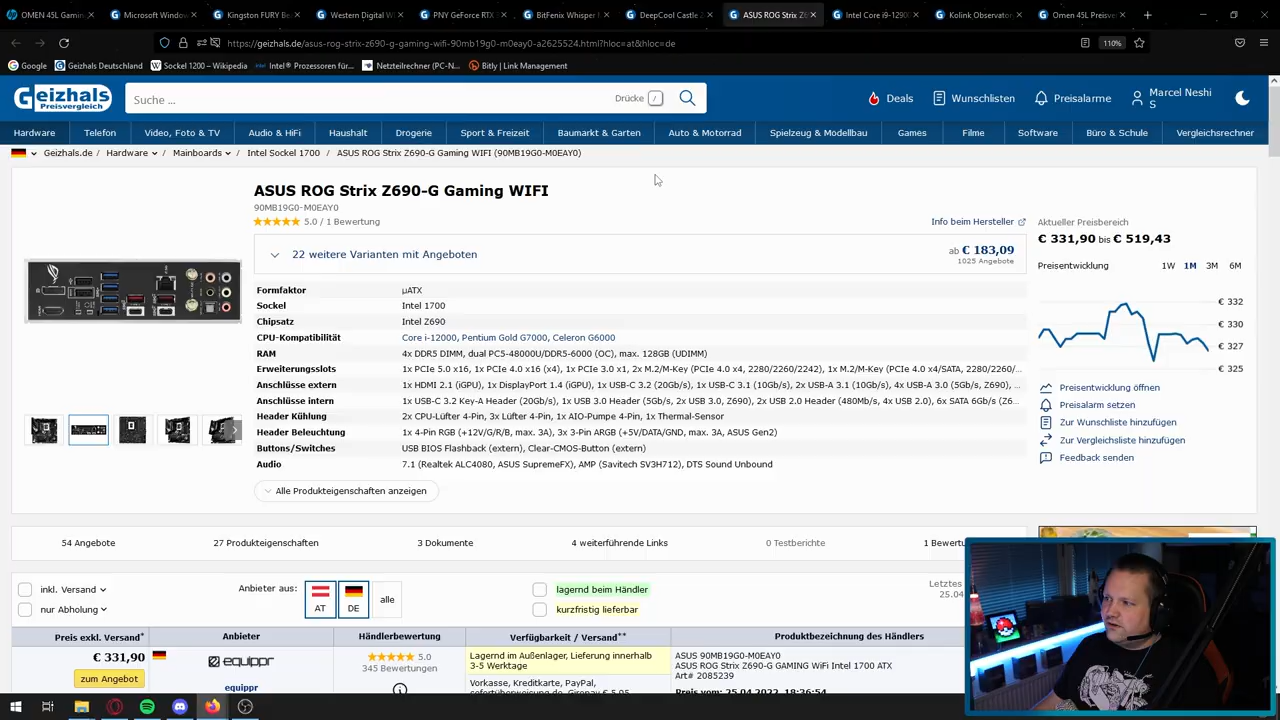 OMEN 45L Gaming
Microsoft Window
Kingston FURY Be
Western Digital W
PNY GeForce RTX
BitFenix Whisper M
DeepCool Castle
ASUS ROG Strix Z6
Intel Core i9-1290
Kolink Observator
Omen 45L Preisver
https://geizhals.de/asus-rog-strix-z690-g-gaming-wifi-90mb19g0-m0eay0-a2625524.html?hloc=at&hloc=de
110%
Google
Geizhals Deutschland
Sockel 1200 – Wikipedia
Intel® Prozessoren für...
Netzteilrechner (PC-N...
Bitly | Link Management
Geizhals
Preisvergleich
Suche ...
Drücke /
Deals
Wunschlisten
Preisalarme
Marcel Neshi
S
Hardware
Telefon
Video, Foto & TV
Audio & HiFi
Haushalt
Drogerie
Sport & Freizeit
Baumarkt & Garten
Auto & Motorrad
Spielzeug & Modellbau
Games
Filme
Software
Büro & Schule
Vergleichsrechner
Geizhals.de / Hardware / Mainboards / Intel Sockel 1700 / ASUS ROG Strix Z690-G Gaming WIFI (90MB19G0-M0EAY0)
ASUS ROG Strix Z690-G Gaming WIFI
90MB19G0-M0EAY0
5.0 / 1 Bewertung
Info beim Hersteller
22 weitere Varianten mit Angeboten
ab € 183,09
1025 Angebote
Formfaktor µATX
Sockel Intel 1700
Chipsatz Intel Z690
CPU-Kompatibilität Core i-12000, Pentium Gold G7000, Celeron G6000
RAM 4x DDR5 DIMM, dual PC5-48000U/DDR5-6000 (OC), max. 128GB (UDIMM)
Erweiterungsslots 1x PCIe 5.0 x16, 1x PCIe 4.0 x16 (x4), 1x PCIe 3.0 x1, 2x M.2/M-Key (PCIe 4.0 x4, 2280/2260/2242), 1x M.2/M-Key (PCIe 4.0 x4/SATA, 2280/226...
Anschlüsse extern 1x HDMI 2.1 (iGPU), 1x DisplayPort 1.4 (iGPU), 1x USB-C 3.2 (20Gb/s), 1x USB-C 3.1 (10Gb/s), 2x USB-A 3.1 (10Gb/s), 4x USB-A 3.0 (5Gb/s, Z690), ...
Anschlüsse intern 1x USB-C 3.2 Key-A Header (20Gb/s), 1x USB 3.0 Header (5Gb/s, 2x USB 3.0, Z690), 2x USB 2.0 Header (480Mb/s, 4x USB 2.0), 6x SATA 6Gb/s (Z6...
Header Kühlung 2x CPU-Lüfter 4-Pin, 3x Lüfter 4-Pin, 1x AIO-Pumpe 4-Pin, 1x Thermal-Sensor
Header Beleuchtung 1x 4-Pin RGB (+12V/G/R/B, max. 3A), 3x 3-Pin ARGB (+5V/DATA/GND, max. 3A, ASUS Gen2)
Buttons/Switches USB BIOS Flashback (extern), Clear-CMOS-Button (extern)
Audio 7.1 (Realtek ALC4080, ASUS SupremeFX), AMP (Savitech SV3H712), DTS Sound Unbound
Alle Produkteigenschaften anzeigen
Aktueller Preisbereich
€ 331,90 bis € 519,43
Preisentwicklung 1W 1M 3M 6M
€ 332
€ 330
€ 327
€ 325
Preisentwicklung öffnen
Preisalarm setzen
Zur Wunschliste hinzufügen
Zur Vergleichsliste hinzufügen
Feedback senden
54 Angebote
27 Produkteigenschaften
3 Dokumente
4 weiterführende Links
0 Testberichte
1 Bewertu
inkl. Versand
nur Abholung
Anbieter aus:
AT
DE
alle
lagernd beim Händler
kurzfristig lieferbar
Letztes
25.04
Preis exkl. Versand*
Anbieter
Händlerbewertung
Verfügbarkeit / Versand**
Produktbezeichnung des Händlers
€ 331,90
zum Angebot
equippr
equippr
5.0
345 Bewertungen
Lagernd im Außenlager, Lieferung innerhalb
3-5 Werktage
Vorkasse, Kreditkarte, PayPal,
ASUS 90MB19G0-M0EAY0
ASUS ROG Strix Z690-G GAMING WiFi Intel 1700 ATX
Art# 2085239
Preis vom: 25.04.2022, 18:36:54